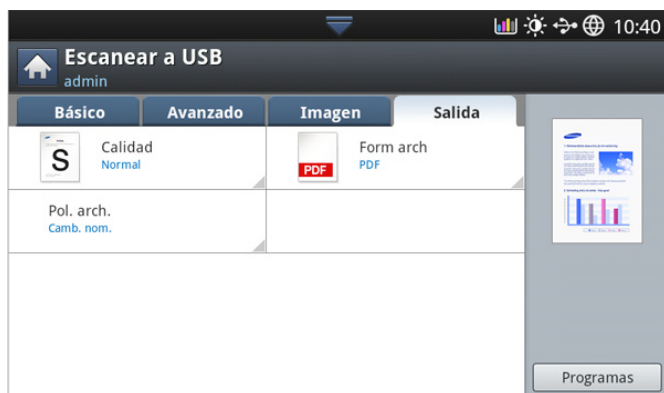 10:40
Escanear a USB
admin
Básico Avanzado Imagen Salida
S
Calidad
Normal
PDF
Form arch
PDF
Pol. arch.
Camb. nom.
Programas